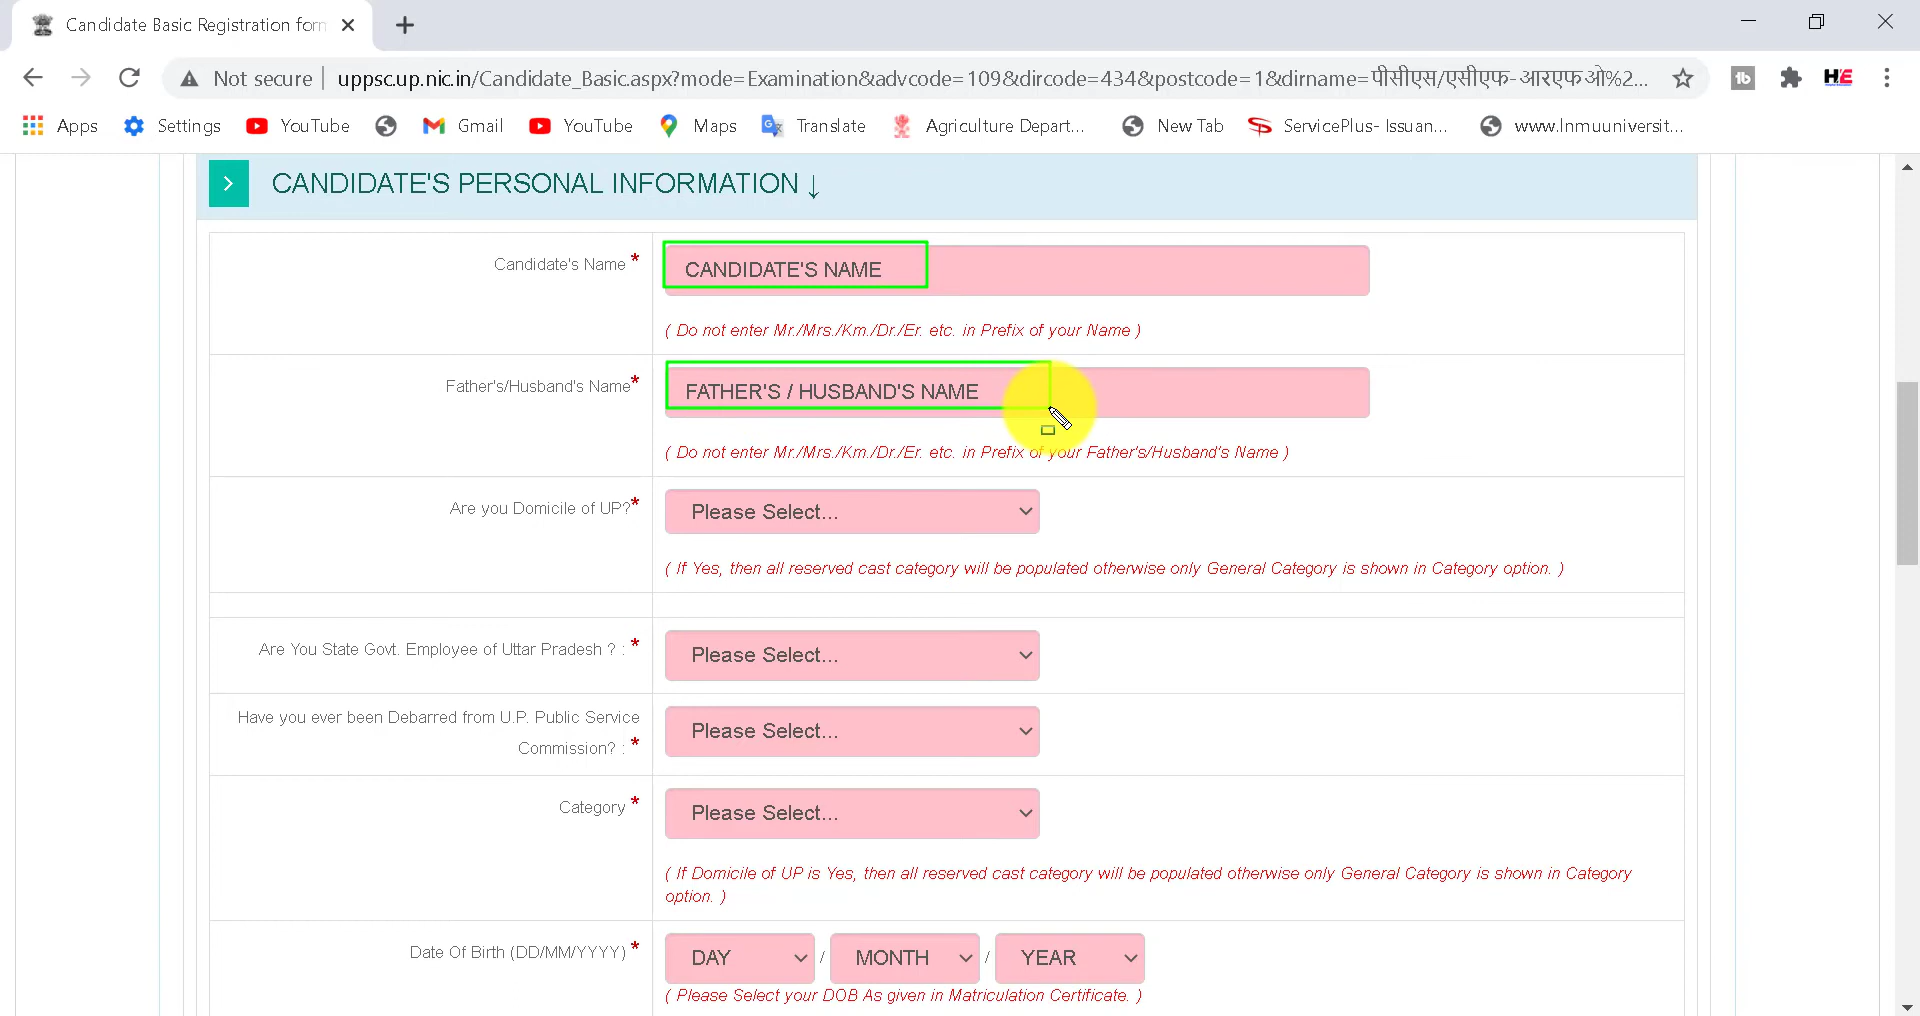 Candidate Basic Registration form
Not secure | uppsc.up.nic.in/Candidate_Basic.aspx?mode=Examination&advcode=109&dircode=434&postcode=1&dirname=पीसीएस/एसीएफ-आरएफओ%2...
Apps Settings YouTube Gmail YouTube Maps Translate Agriculture Depart... New Tab ServicePlus- Issuan... www.lnmuuniversit...
CANDIDATE'S PERSONAL INFORMATION ↓
Candidate's Name * CANDIDATE'S NAME
( Do not enter Mr./Mrs./Km./Dr./Er. etc. in Prefix of your Name )
Father's/Husband's Name* FATHER'S / HUSBAND'S NAME
( Do not enter Mr./Mrs./Km./Dr./Er. etc. in Prefix of your Father's/Husband's Name )
Are you Domicile of UP?* Please Select...
( If Yes, then all reserved cast category will be populated otherwise only General Category is shown in Category option. )
Are You State Govt. Employee of Uttar Pradesh ? : * Please Select...
Have you ever been Debarred from U.P. Public Service
Commission? : * Please Select...
Category * Please Select...
( If Domicile of UP is Yes, then all reserved cast category will be populated otherwise only General Category is shown in Category
option. )
Date Of Birth (DD/MM/YYYY) * DAY / MONTH / YEAR
( Please Select your DOB As given in Matriculation Certificate. )